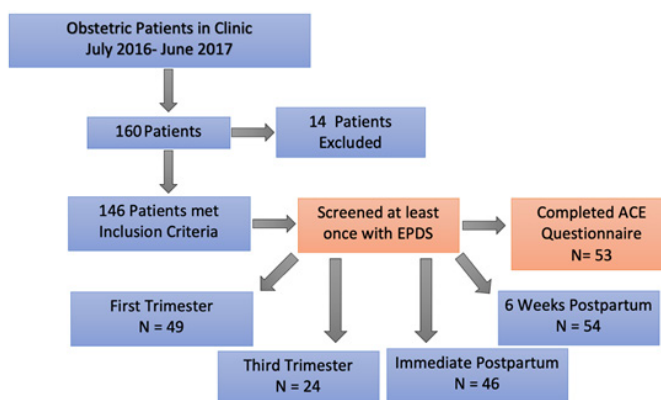 Obstetric Patients in Clinic
July 2016- June 2017
160 Patients
14 Patients
Excluded
146 Patients met
Inclusion Criteria
Screened at least
once with EPDS
Completed ACE
Questionnaire
N= 53
First Trimester
N = 49
Third Trimester
N = 24
Immediate Postpartum
N = 46
6 Weeks Postpartum
N = 54